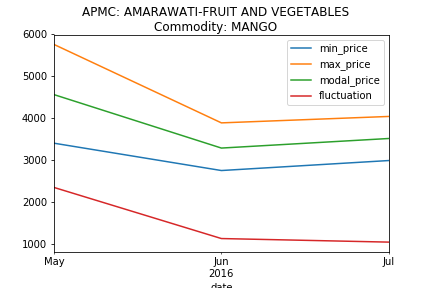 APMC: AMARAWATI-FRUIT AND VEGETABLES
Commodity: MANGO
6000
5000
4000
3000
2000
1000
min_price
max_price
modal_price
fluctuation
May
Jun
Jul
2016
date